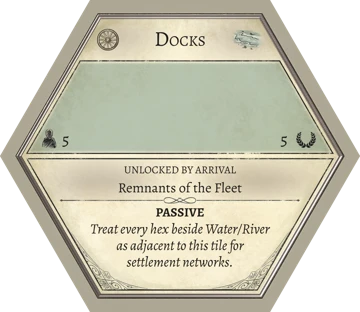 Docks
5 5
UNLOCKED BY ARRIVAL
Remnants of the Fleet
PASSIVE
Treat every hex beside Water/River
as adjacent to this tile for
settlement networks.